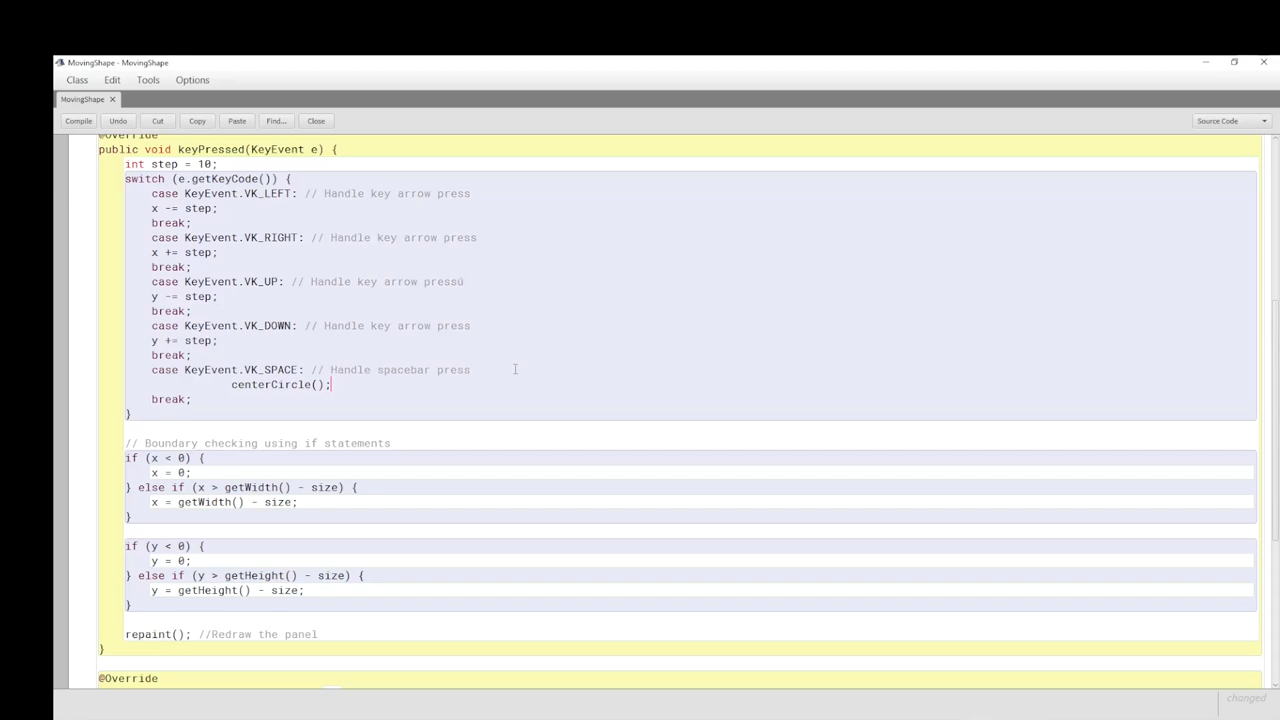 MovingShape - MovingShape
Class Edit Tools Options
MovingShape
Compile Undo Cut Copy Paste Find... Close Source Code
@Override
public void keyPressed(KeyEvent e) {
int step = 10;
switch (e.getKeyCode()) {
case KeyEvent.VK_LEFT: // Handle key arrow press
x -= step;
break;
case KeyEvent.VK_RIGHT: // Handle key arrow press
x += step;
break;
case KeyEvent.VK_UP: // Handle key arrow pressú
y -= step;
break;
case KeyEvent.VK_DOWN: // Handle key arrow press
y += step;
break;
case KeyEvent.VK_SPACE: // Handle spacebar press
centerCircle();
break;
}
// Boundary checking using if statements
if (x < 0) {
x = 0;
} else if (x > getWidth() - size) {
x = getWidth() - size;
}
if (y < 0) {
y = 0;
} else if (y > getHeight() - size) {
y = getHeight() - size;
}
repaint(); //Redraw the panel
}
@Override
changed